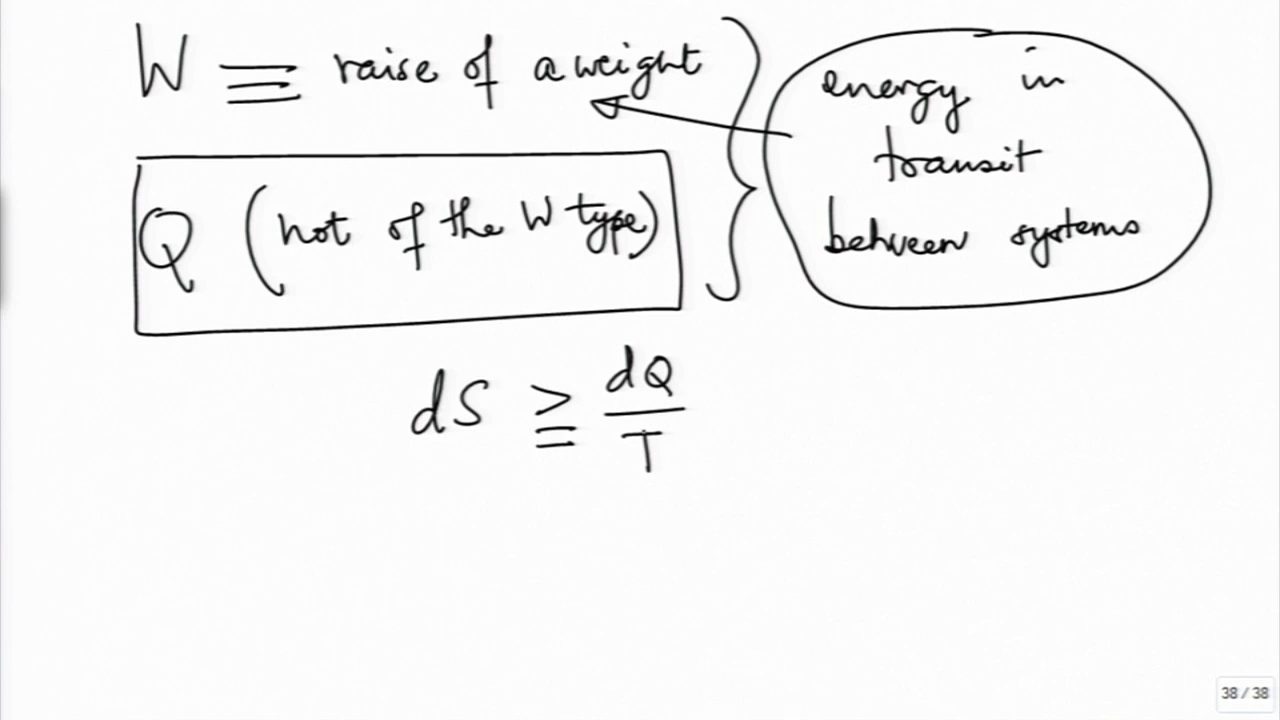 W ≡ raise of a weight
energy in
transit
between systems
Q (not of the W type)
dS ≧ dQ/T
38 / 38